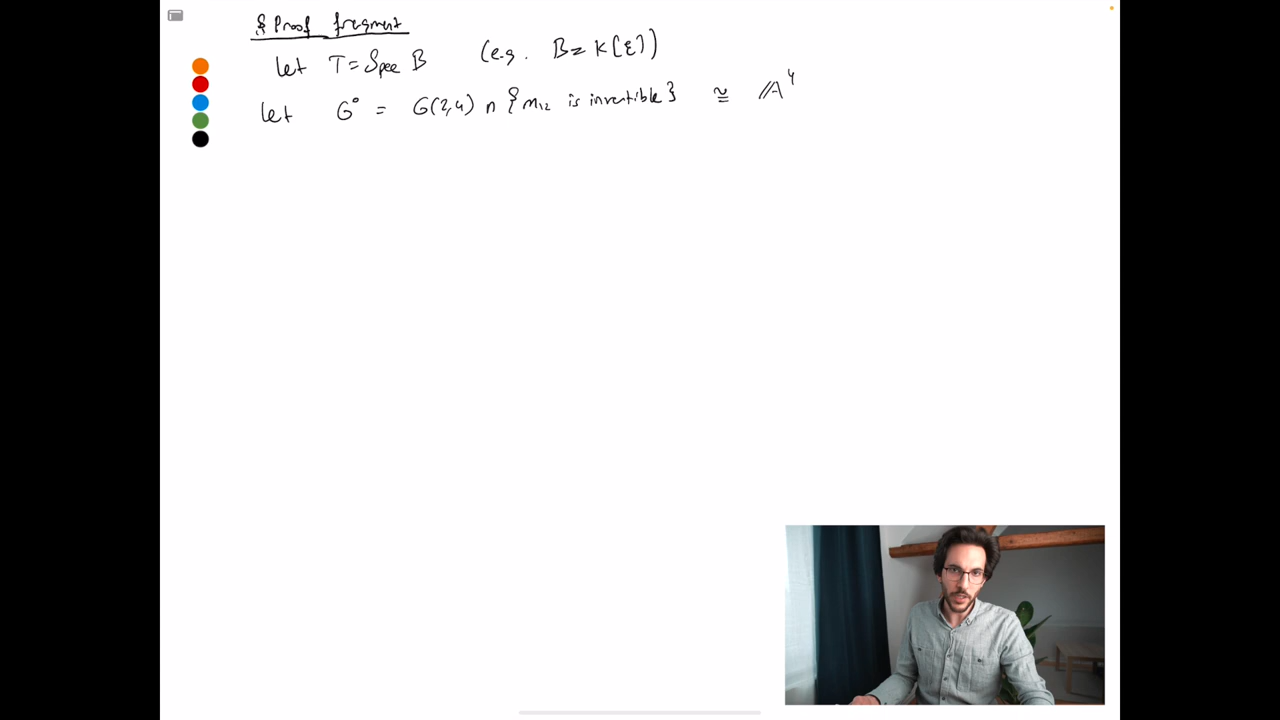 § Proof fragment
Let T = Spec B (e.g. B = K[ε])
Let G° = G(2,4) ∩ {m₁₂ is invertible} ≅ 𝔸⁴